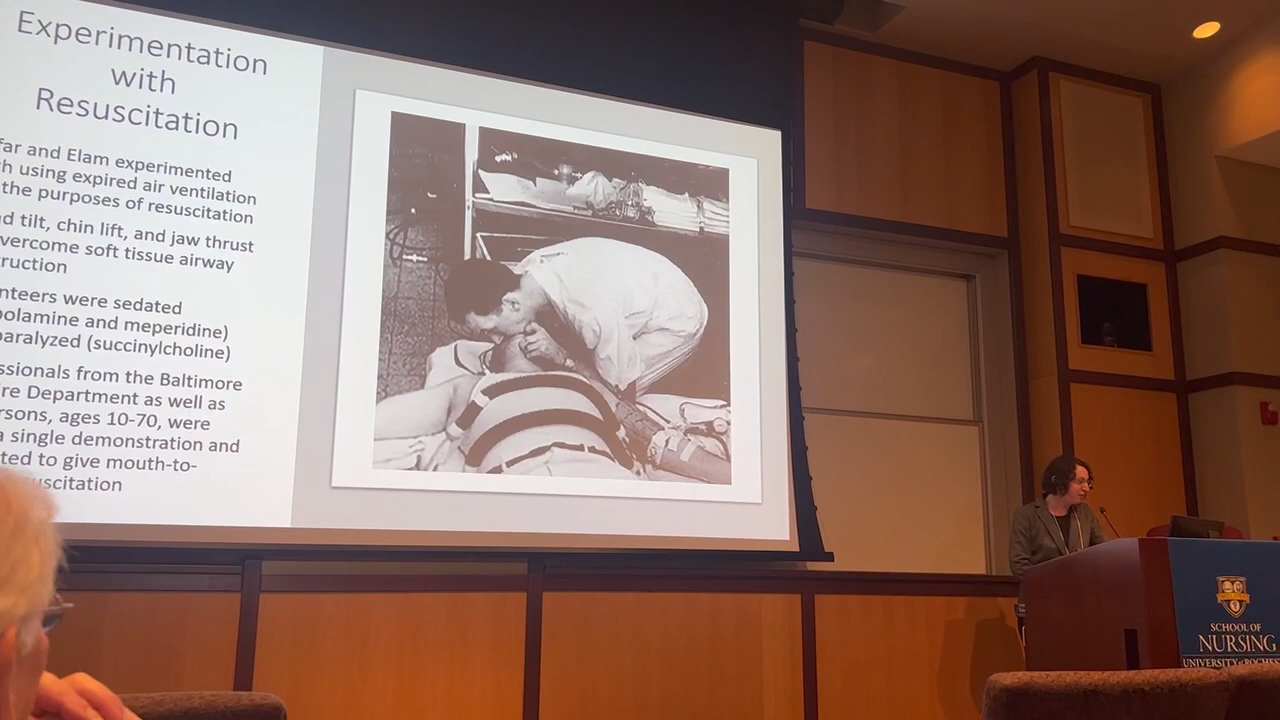 Experimentation
with
Resuscitation
far and Elam experimented
h using expired air ventilation
the purposes of resuscitation
d tilt, chin lift, and jaw thrust
vercome soft tissue airway
ruction
nteers were sedated
polamine and meperidine)
paralyzed (succinylcholine)
ssionals from the Baltimore
re Department as well as
rsons, ages 10-70, were
a single demonstration and
ted to give mouth-to-
uscitation
SCHOOL OF
NURSING
UNIVERSITY of ROCHES